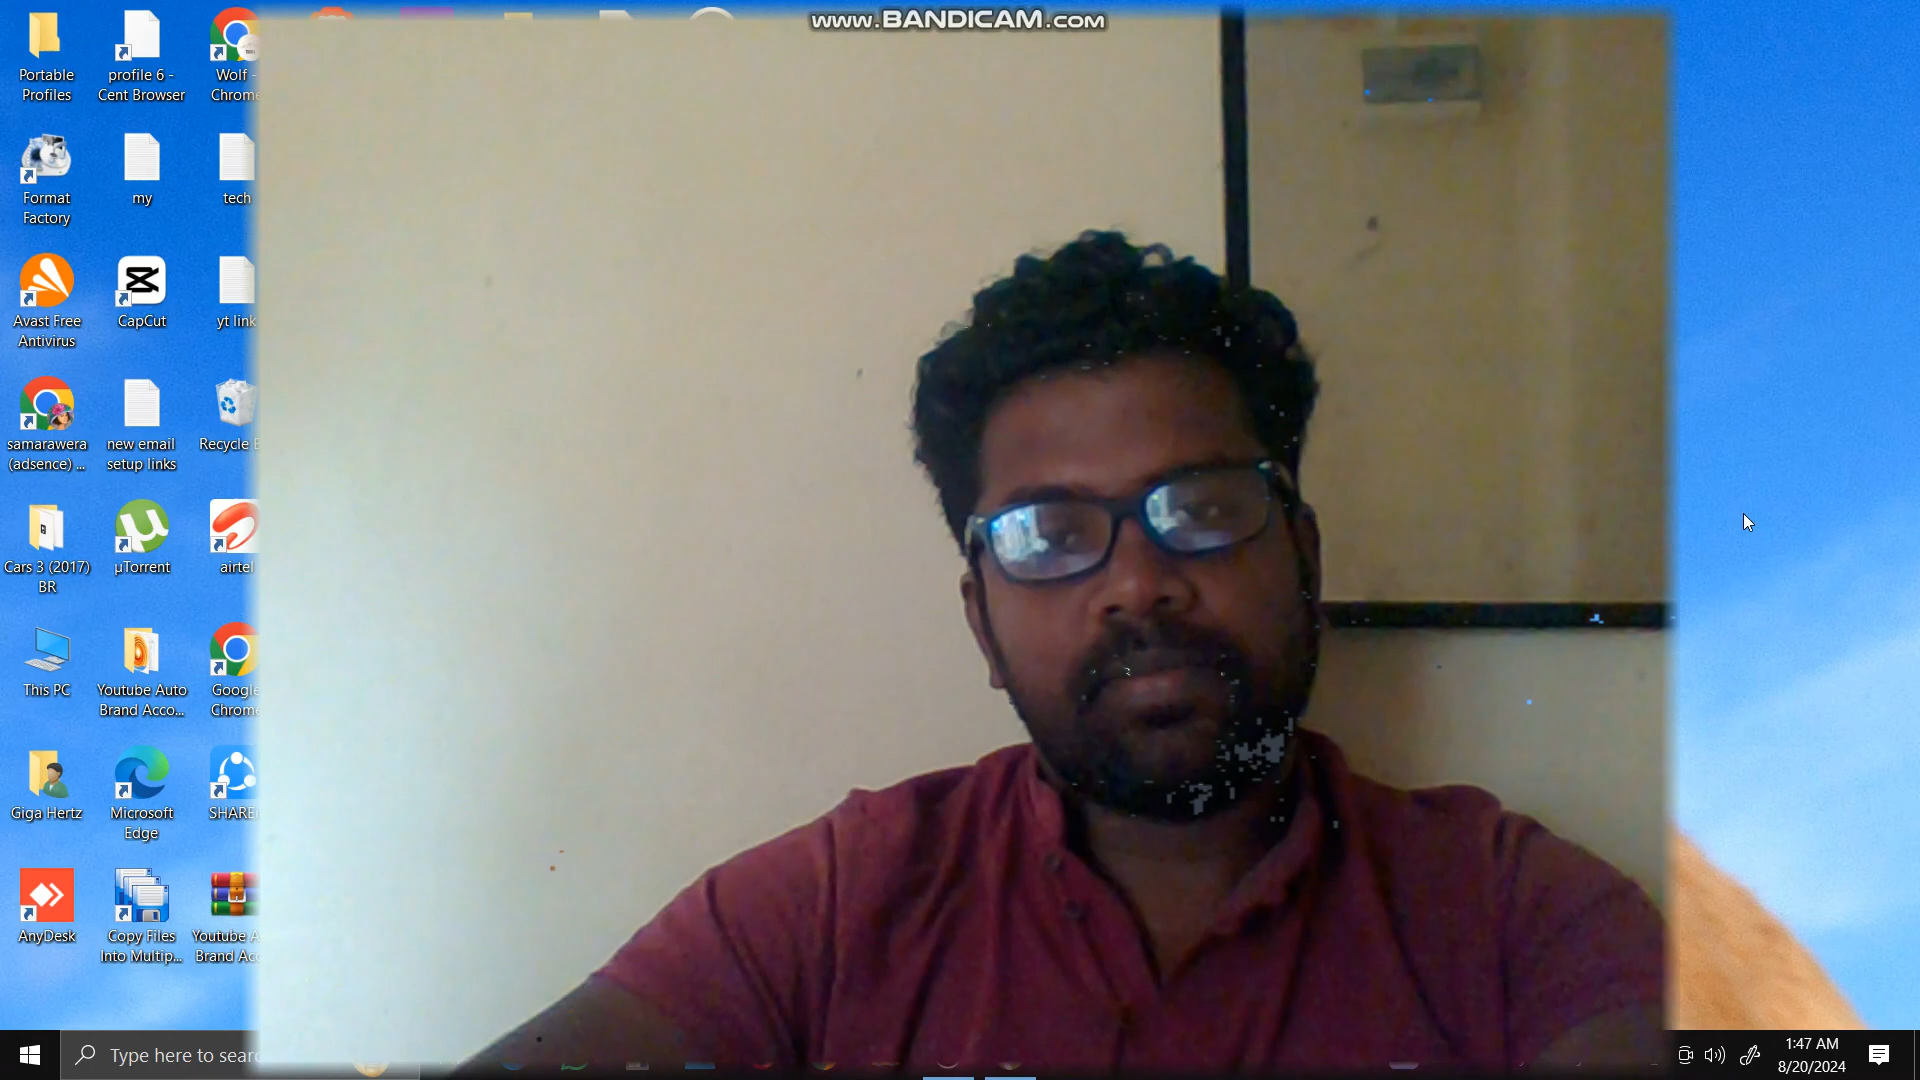 www.BANDICAM.com
Portable
Profiles
profile 6 -
Cent Browser
Wolf -
Chrome
Format
Factory
my
tech
Avast Free
Antivirus
CapCut
yt link
samarawera
(adsence) ...
new email
setup links
Recycle
Cars 3 (2017)
BR
µTorrent
airtel
This PC
Youtube Auto
Brand Acco...
Google
Chrome
Giga Hertz
Microsoft
Edge
SHARE
AnyDesk
Copy Files
Into Multip...
Youtube
Brand Acc
Type here to sear
1:47 AM
8/20/2024